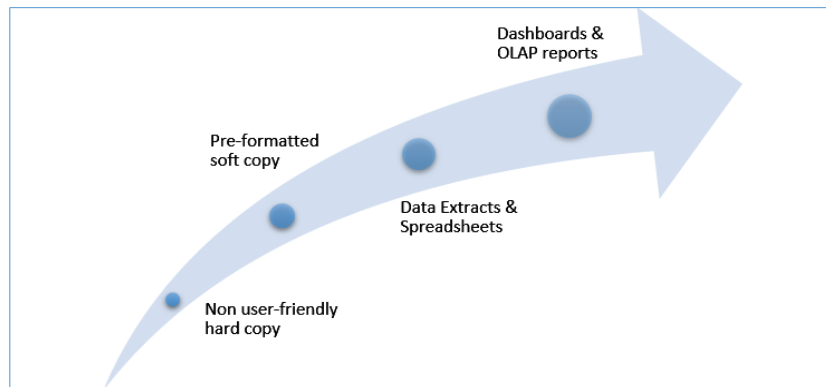 Dashboards &
OLAP reports
Pre-formatted
soft copy
Data Extracts &
Spreadsheets
Non user-friendly
hard copy